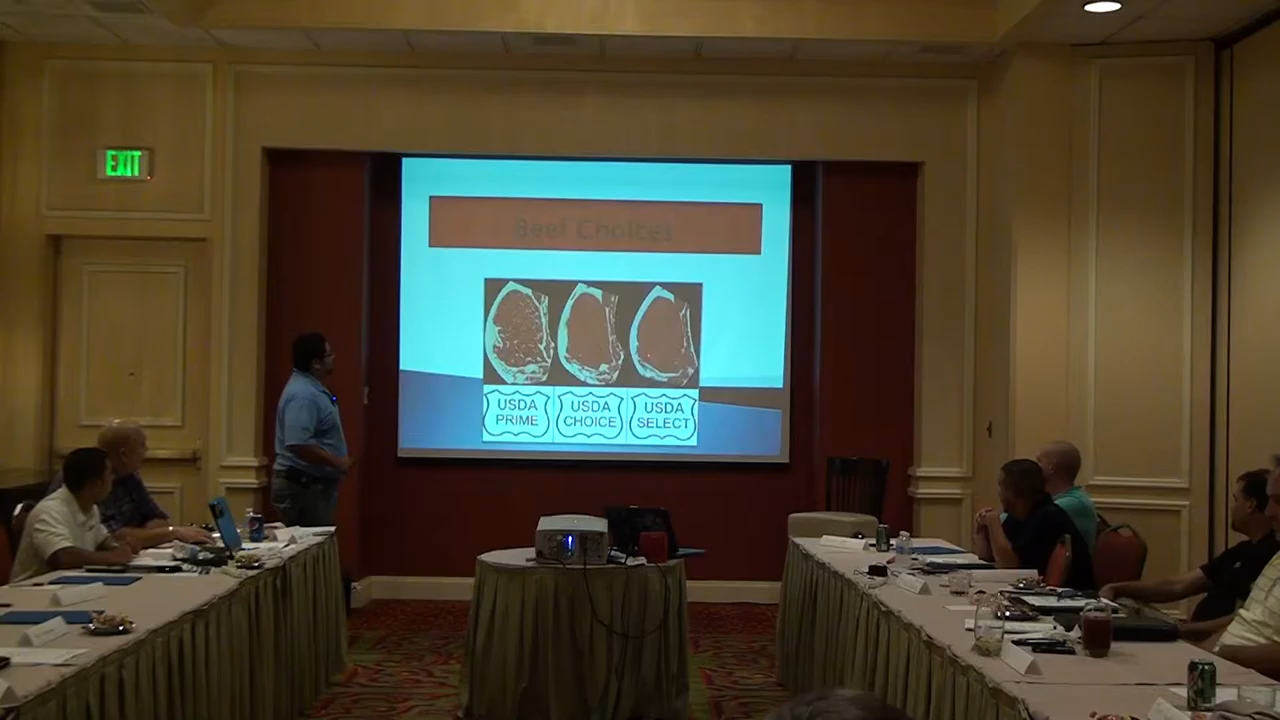 EXIT
Beef Choices
USDA
PRIME
USDA
CHOICE
USDA
SELECT